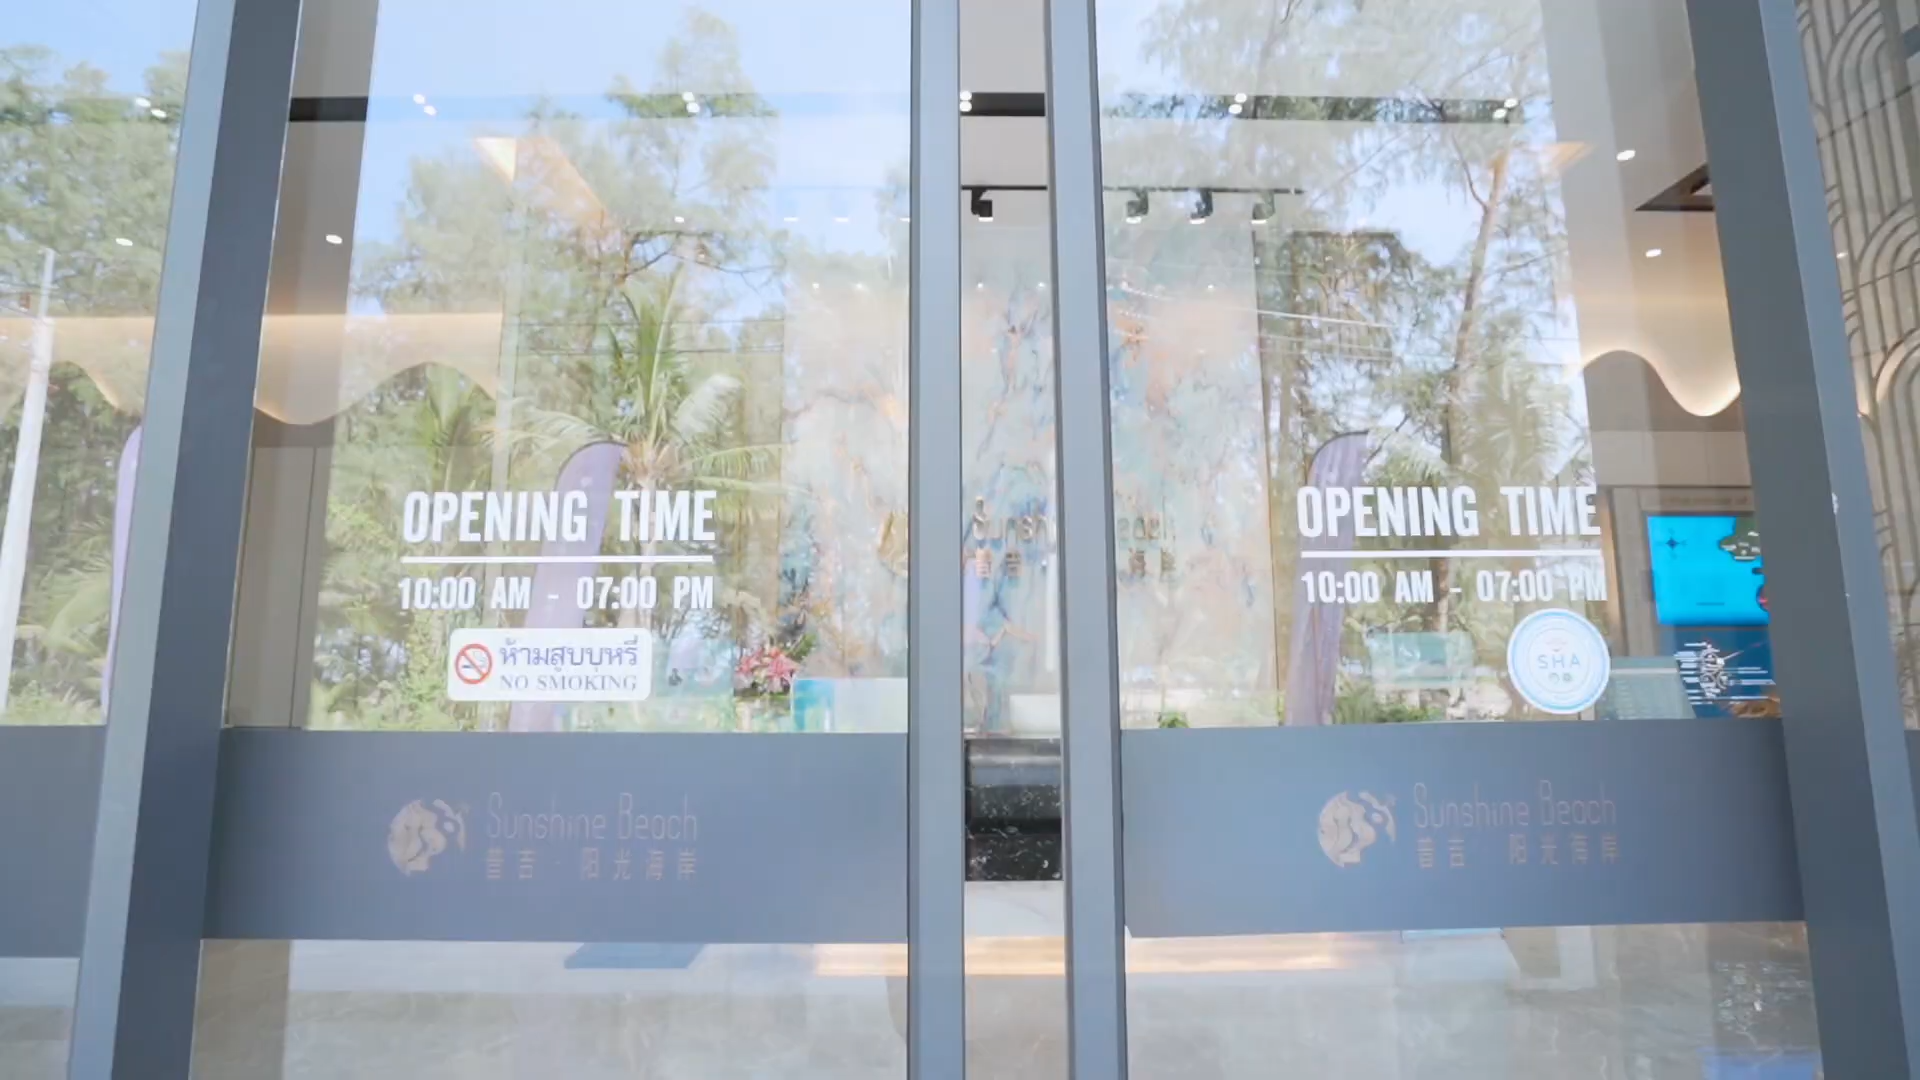 OPENING TIME
10:00 AM - 07:00 PM
ห้ามสูบบุหรี่
NO SMOKING
Sunshine Beach
普吉·阳光海岸
OPENING TIME
10:00 AM - 07:00 PM
SHA
Sunshine Beach
普吉·阳光海岸
Sunshine Beach